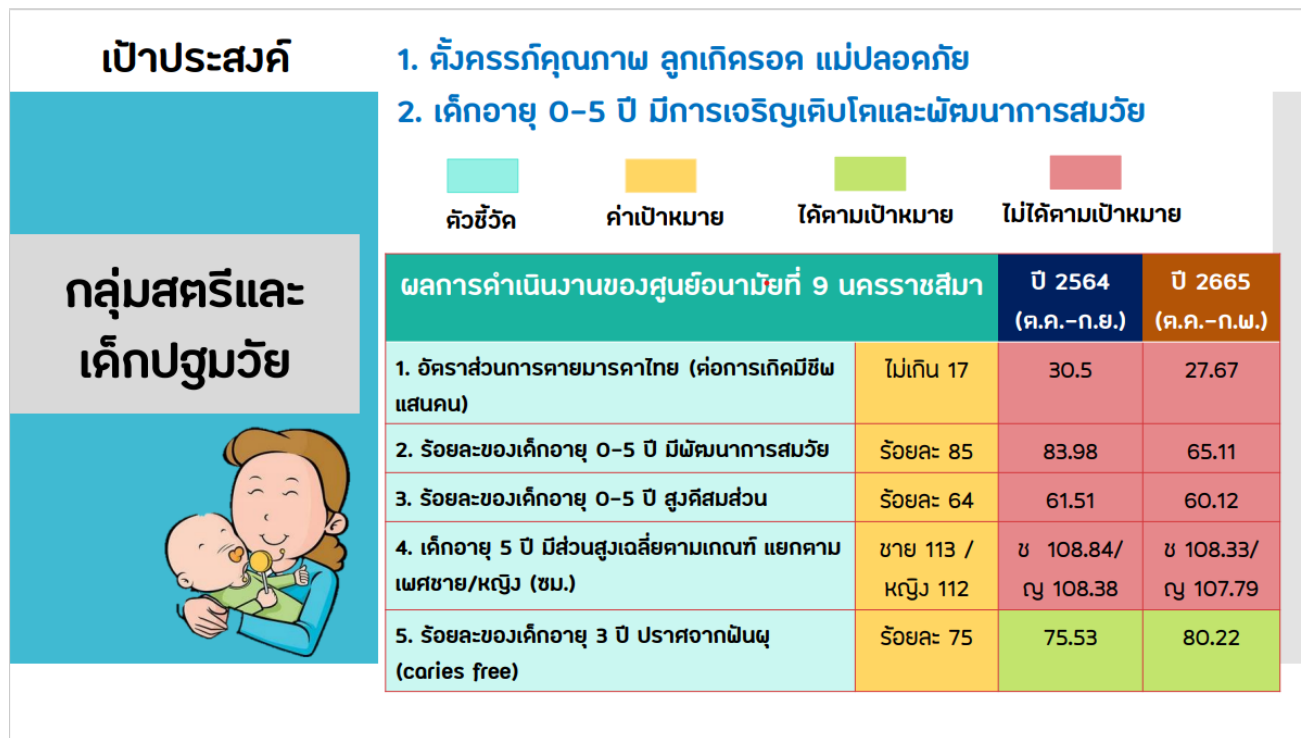 เป้าประสงค์
1. ตั้งครรภ์คุณภาพ ลูกเกิดรอด แม่ปลอดภัย
2. เด็กอายุ 0-5 ปี มีการเจริญเติบโตและพัฒนาการสมวัย
ตัวชี้วัด
ค่าเป้าหมาย
ได้ตามเป้าหมาย
ไม่ได้ตามเป้าหมาย
กลุ่มสตรีและ
เด็กปฐมวัย
ผลการดำเนินงานของศูนย์อนามัยที่ 9 นครราชสีมา
ปี 2564
(ต.ค.-ก.ย.)
ปี 2665
(ต.ค.-ก.พ.)
1. อัตราส่วนการตายมารดาไทย (ต่อการเกิดมีชีพ
แสนคน)
ไม่เกิน 17
30.5
27.67
2. ร้อยละของเด็กอายุ 0-5 ปี มีพัฒนาการสมวัย
ร้อยละ 85
83.98
65.11
3. ร้อยละของเด็กอายุ 0-5 ปี สูงดีสมส่วน
ร้อยละ 64
61.51
60.12
4. เด็กอายุ 5 ปี มีส่วนสูงเฉลี่ยตามเกณฑ์ แยกตาม
เพศชาย/หญิง (ซม.)
ชาย 113 /
หญิง 112
ช 108.84/
ญ 108.38
ช 108.33/
ญ 107.79
5. ร้อยละของเด็กอายุ 3 ปี ปราศจากฟันผุ
(caries free)
ร้อยละ 75
75.53
80.22